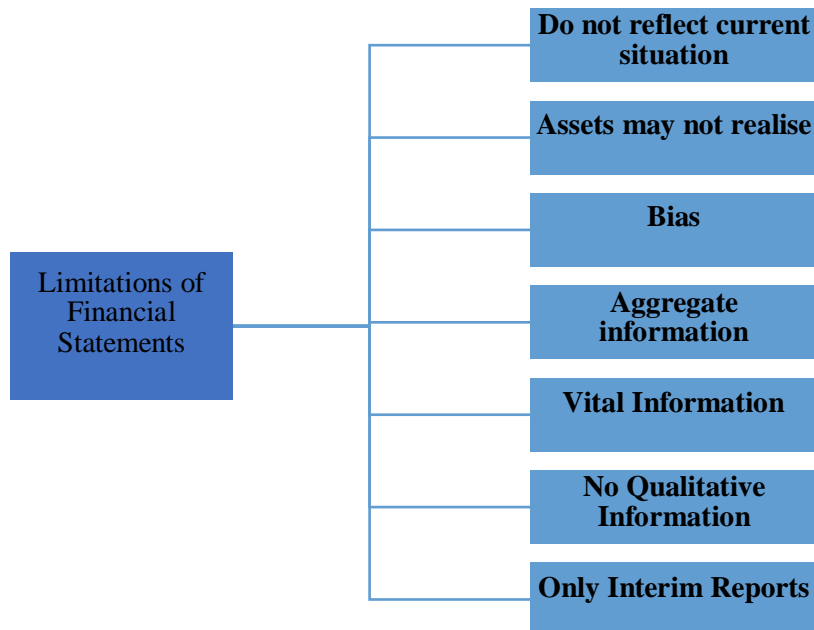 Limitations of
Financial
Statements
Do not reflect current
situation
Assets may not realise
Bias
Aggregate
information
Vital Information
No Qualitative
Information
Only Interim Reports